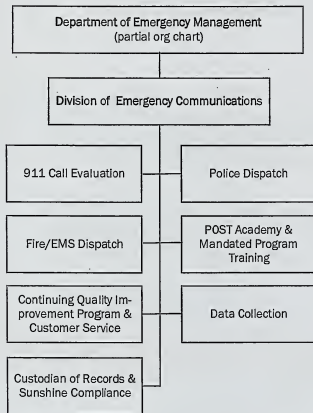 Department of Emergency Management
(partial org chart)
Division of Emergency Communications
911 Call Evaluation
Police Dispatch
Fire/EMS Dispatch
POST Academy &
Mandated Program
Training
Continuing Quality Im-
provement Program &
Customer Service
Data Collection
Custodian of Records &
Sunshine Compliance